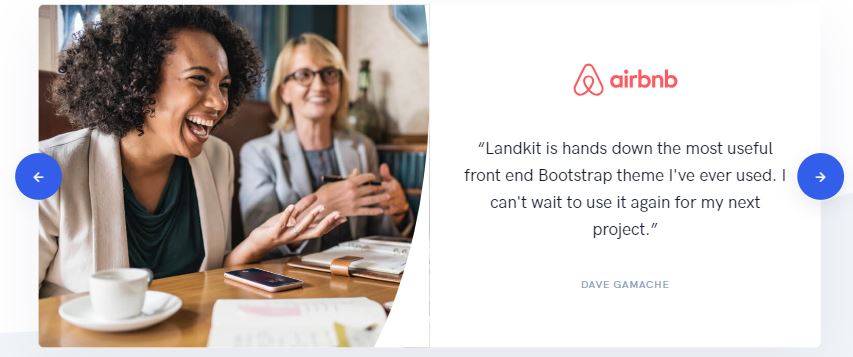 airbnb
“Landkit is hands down the most useful
front end Bootstrap theme I've ever used. I
can't wait to use it again for my next
project.”
DAVE GAMACHE